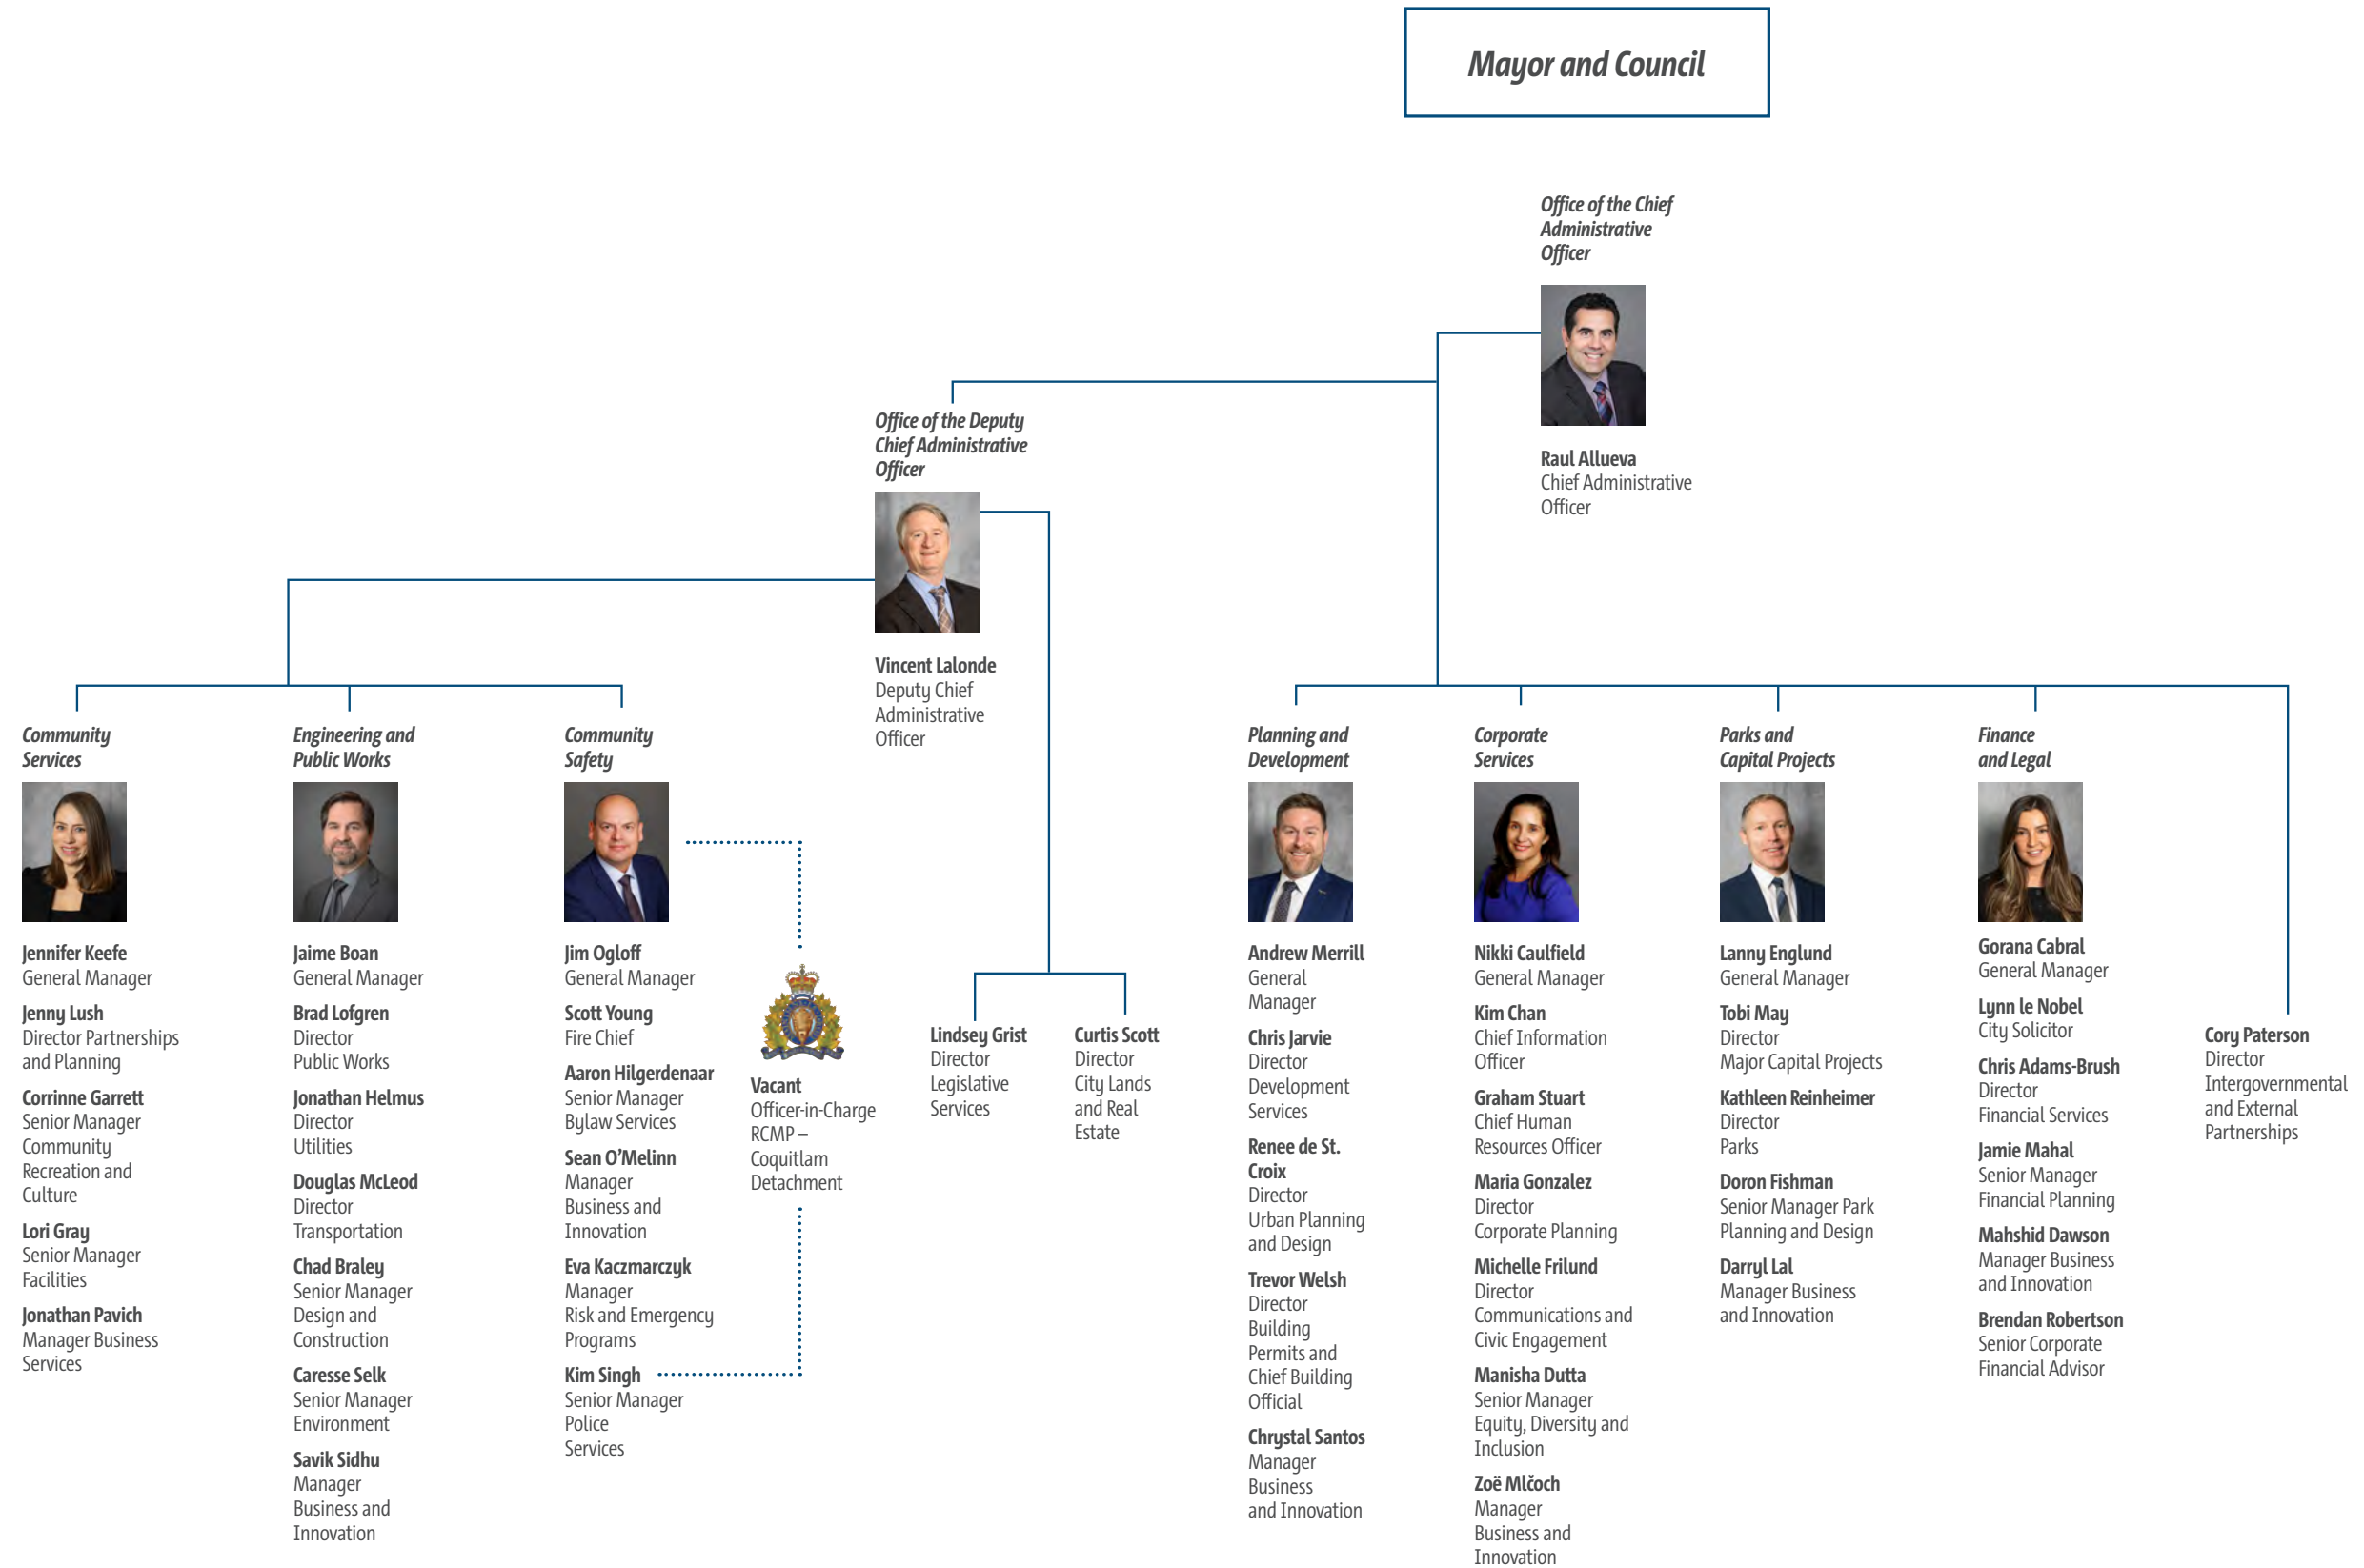 Mayor and Council
Office of the Chief
Administrative
Officer
Raul Allueva
Chief Administrative
Officer
Office of the Deputy
Chief Administrative
Officer
Vincent Lalonde
Deputy Chief
Administrative
Officer
Community
Services
Jennifer Keefe
General Manager
Jenny Lush
Director Partnerships
and Planning
Corrinne Garrett
Senior Manager
Community
Recreation and
Culture
Lori Gray
Senior Manager
Facilities
Jonathan Pavich
Manager Business
Services
Engineering and
Public Works
Jaime Boan
General Manager
Brad Lofgren
Director
Public Works
Jonathan Helmus
Director
Utilities
Douglas McLeod
Director
Transportation
Chad Braley
Senior Manager
Design and
Construction
Caresse Selk
Senior Manager
Environment
Savik Sidhu
Manager
Business and
Innovation
Community
Safety
Jim Ogloff
General Manager
Scott Young
Fire Chief
Aaron Hilgerdenaar
Senior Manager
Bylaw Services
Sean O’Melinn
Manager
Business and
Innovation
Eva Kaczmarczyk
Manager
Risk and Emergency
Programs
Kim Singh
Senior Manager
Police
Services
Vacant
Officer-in-Charge
RCMP –
Coquitlam
Detachment
Lindsey Grist
Director
Legislative
Services
Curtis Scott
Director
City Lands
and Real
Estate
Planning and
Development
Andrew Merrill
General
Manager
Chris Jarvie
Director
Development
Services
Renee de St.
Croix
Director
Urban Planning
and Design
Trevor Welsh
Director
Building
Permits and
Chief Building
Official
Chrystal Santos
Manager
Business
and Innovation
Corporate
Services
Nikki Caulfield
General Manager
Kim Chan
Chief Information
Officer
Graham Stuart
Chief Human
Resources Officer
Maria Gonzalez
Director
Corporate Planning
Michelle Frilund
Director
Communications and
Civic Engagement
Manisha Dutta
Senior Manager
Equity, Diversity and
Inclusion
Zoë Mlčoch
Manager
Business and
Innovation
Parks and
Capital Projects
Lanny Englund
General Manager
Tobi May
Director
Major Capital Projects
Kathleen Reinheimer
Director
Parks
Doron Fishman
Senior Manager Park
Planning and Design
Darryl Lal
Manager Business
and Innovation
Finance
and Legal
Gorana Cabral
General Manager
Lynn le Nobel
City Solicitor
Chris Adams-Brush
Director
Financial Services
Jamie Mahal
Senior Manager
Financial Planning
Mahshid Dawson
Manager Business
and Innovation
Brendan Robertson
Senior Corporate
Financial Advisor
Cory Paterson
Director
Intergovernmental
and External
Partnerships